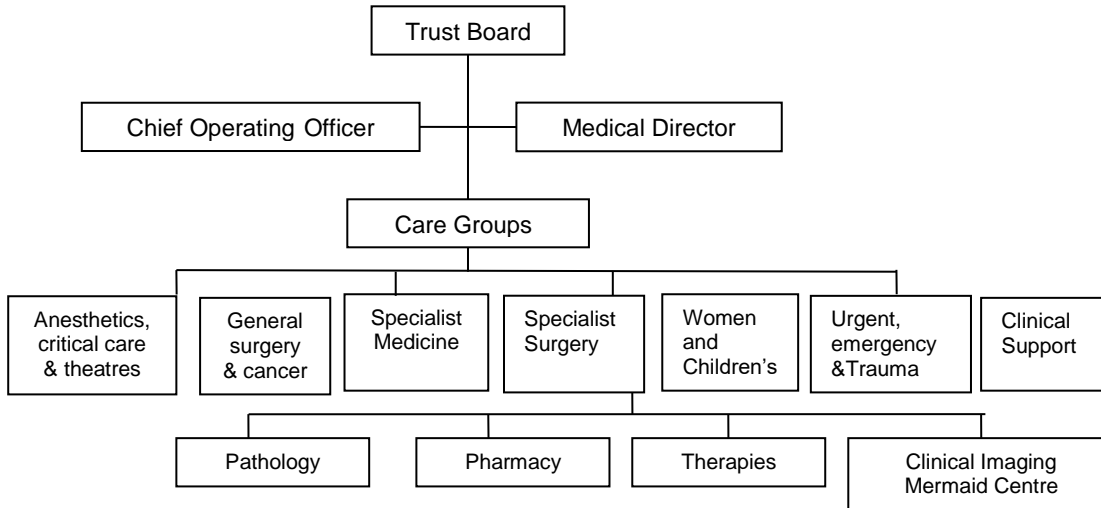 Trust Board
Chief Operating Officer
Medical Director
Care Groups
Anesthetics,
critical care
& theatres
General
surgery
& cancer
Specialist
Medicine
Specialist
Surgery
Women
and
Children's
Urgent,
emergency
&Trauma
Clinical
Support
Pathology
Pharmacy
Therapies
Clinical Imaging
Mermaid Centre